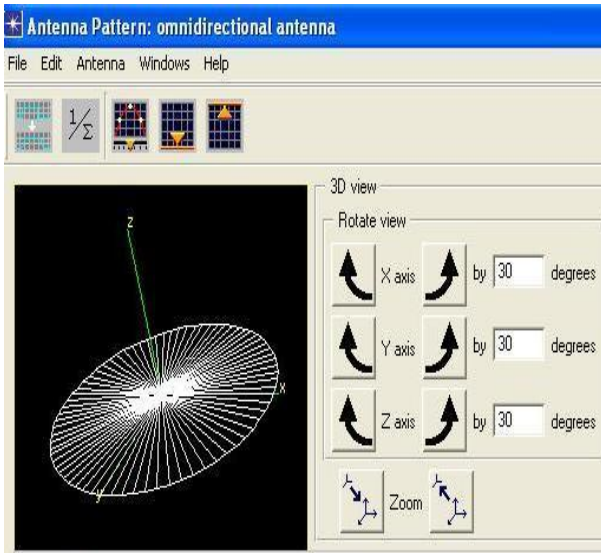 Antenna Pattern: omnidirectional antenna
File Edit Antenna Windows Help
1/Σ
3D view
Rotate view
X axis by 30 degrees
Y axis by 30 degrees
Z axis by 30 degrees
Zoom
z
x
y